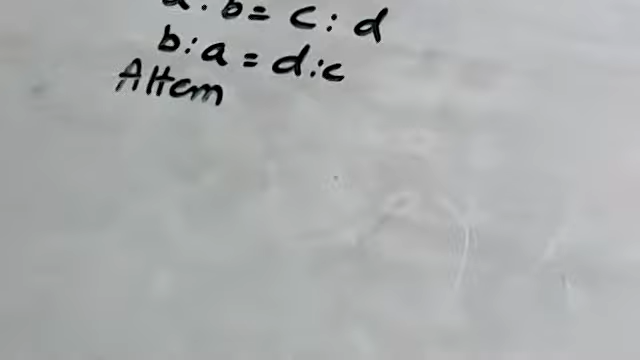 a : b = c : d
b : a = d : c
Altern